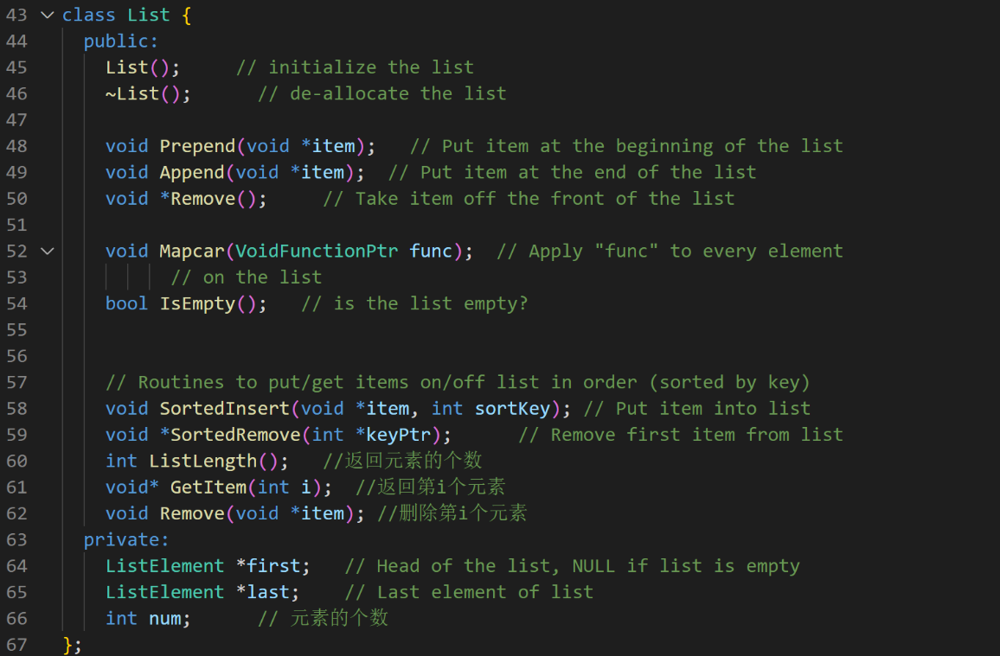 43 class List {
44 public:
45 List(); // initialize the list
46 ~List(); // de-allocate the list
47
48 void Prepend(void *item); // Put item at the beginning of the list
49 void Append(void *item); // Put item at the end of the list
50 void *Remove(); // Take item off the front of the list
51
52 void Mapcar(VoidFunctionPtr func); // Apply "func" to every element
53 // on the list
54 bool IsEmpty(); // is the list empty?
55
56
57 // Routines to put/get items on/off list in order (sorted by key)
58 void SortedInsert(void *item, int sortKey); // Put item into list
59 void *SortedRemove(int *keyPtr); // Remove first item from list
60 int ListLength(); //返回元素的个数
61 void* GetItem(int i); //返回第i个元素
62 void Remove(void *item); //删除第i个元素
63 private:
64 ListElement *first; // Head of the list, NULL if list is empty
65 ListElement *last; // Last element of list
66 int num; // 元素的个数
67 };